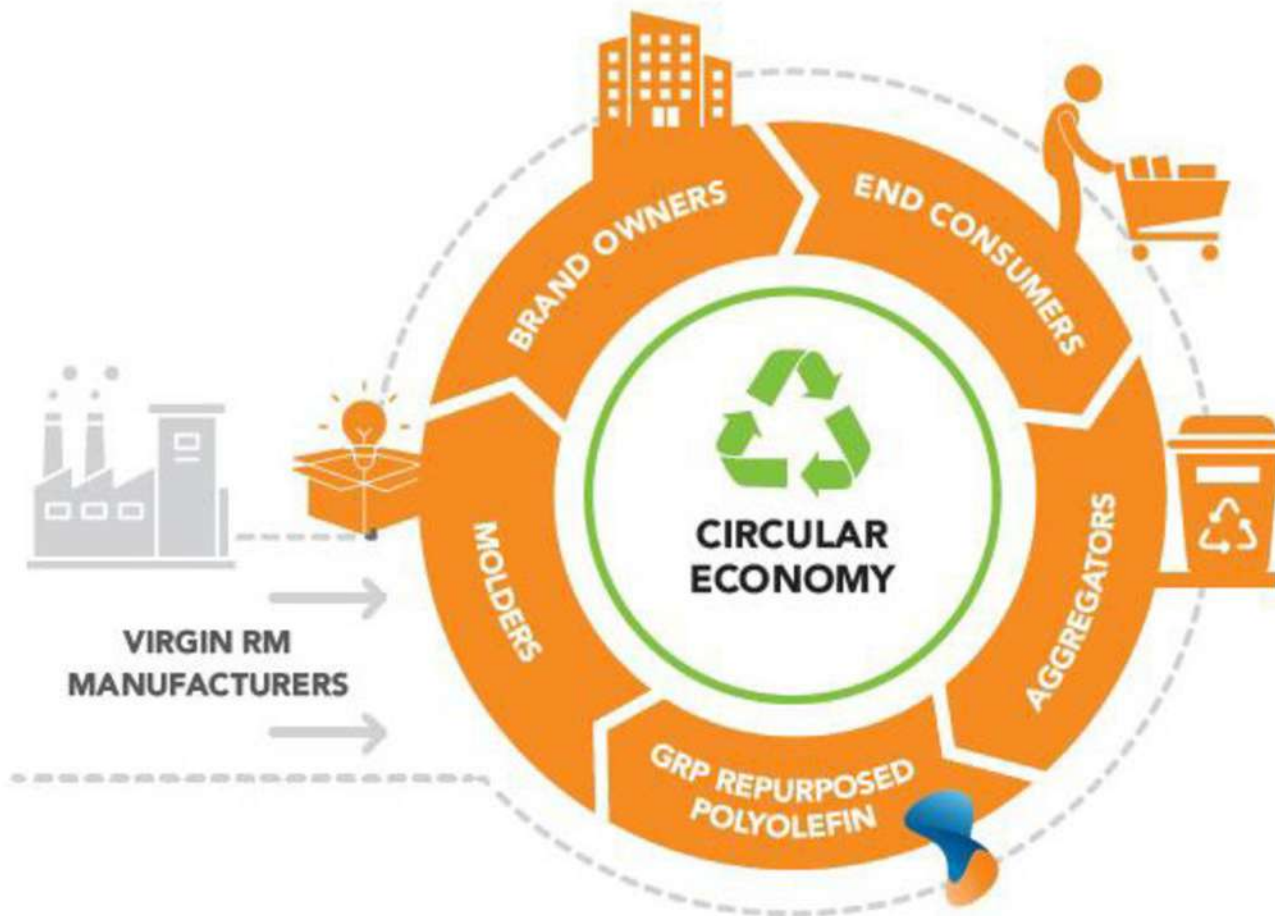 BRAND OWNERS
END CONSUMERS
AGGREGATORS
GRP REPURPOSED
POLYOLEFIN
MOLDERS
CIRCULAR
ECONOMY
VIRGIN RM
MANUFACTURERS